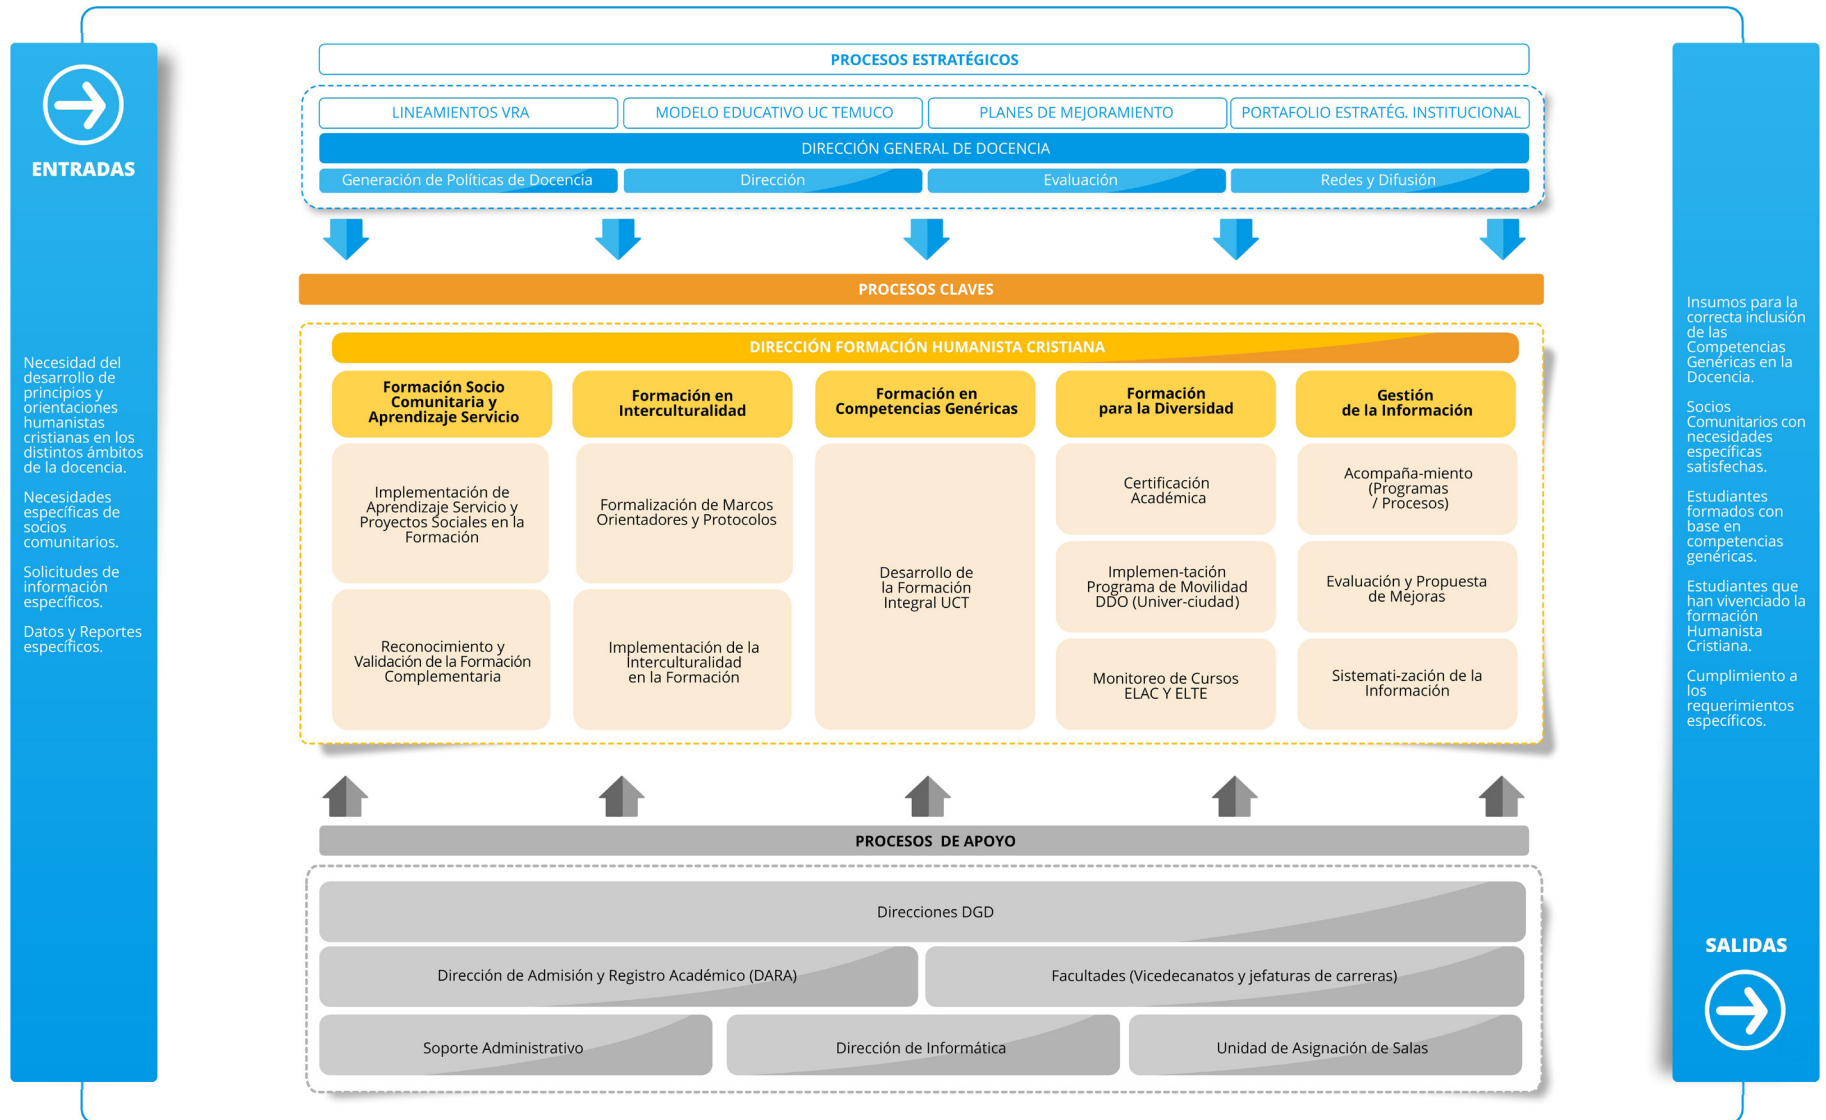 ENTRADAS
Necesidad del
desarrollo de
principios y
orientaciones
humanistas
cristianas en los
distintos ámbitos
de la docencia.
Necesidades
específicas de
socios
comunitarios.
Solicitudes de
información
específicos.
Datos y Reportes
específicos.
PROCESOS ESTRATÉGICOS
LINEAMIENTOS VRA
MODELO EDUCATIVO UC TEMUCO
PLANES DE MEJORAMIENTO
PORTAFOLIO ESTRATÉG. INSTITUCIONAL
DIRECCIÓN GENERAL DE DOCENCIA
Generación de Políticas de Docencia
Dirección
Evaluación
Redes y Difusión
PROCESOS CLAVES
DIRECCIÓN FORMACIÓN HUMANISTA CRISTIANA
Formación Socio
Comunitaria y
Aprendizaje Servicio
Implementación de
Aprendizaje Servicio y
Proyectos Sociales en la
Formación
Reconocimiento y
Validación de la Formación
Complementaria
Formación en
Interculturalidad
Formalización de Marcos
Orientadores y Protocolos
Implementación de la
Interculturalidad
en la Formación
Formación en
Competencias Genéricas
Desarrollo de
la Formación
Integral UCT
Formación
para la Diversidad
Certificación
Académica
Implemen-tación
Programa de Movilidad
DDO (Univer-ciudad)
Monitoreo de Cursos
ELAC Y ELTE
Gestión
de la Información
Acompaña-miento
(Programas
/ Procesos)
Evaluación y Propuesta
de Mejoras
Sistemati-zación de la
Información
PROCESOS DE APOYO
Direcciones DGD
Dirección de Admisión y Registro Académico (DARA)
Facultades (Vicedecanatos y jefaturas de carreras)
Soporte Administrativo
Dirección de Informática
Unidad de Asignación de Salas
Insumos para la
correcta inclusión
de las
Competencias
Genéricas en la
Docencia.
Socios
Comunitarios con
necesidades
específicas
satisfechas.
Estudiantes
formados con
base en
competencias
genéricas.
Estudiantes que
han vivenciado la
formación
Humanista
Cristiana.
Cumplimiento a
los
requerimientos
específicos.
SALIDAS